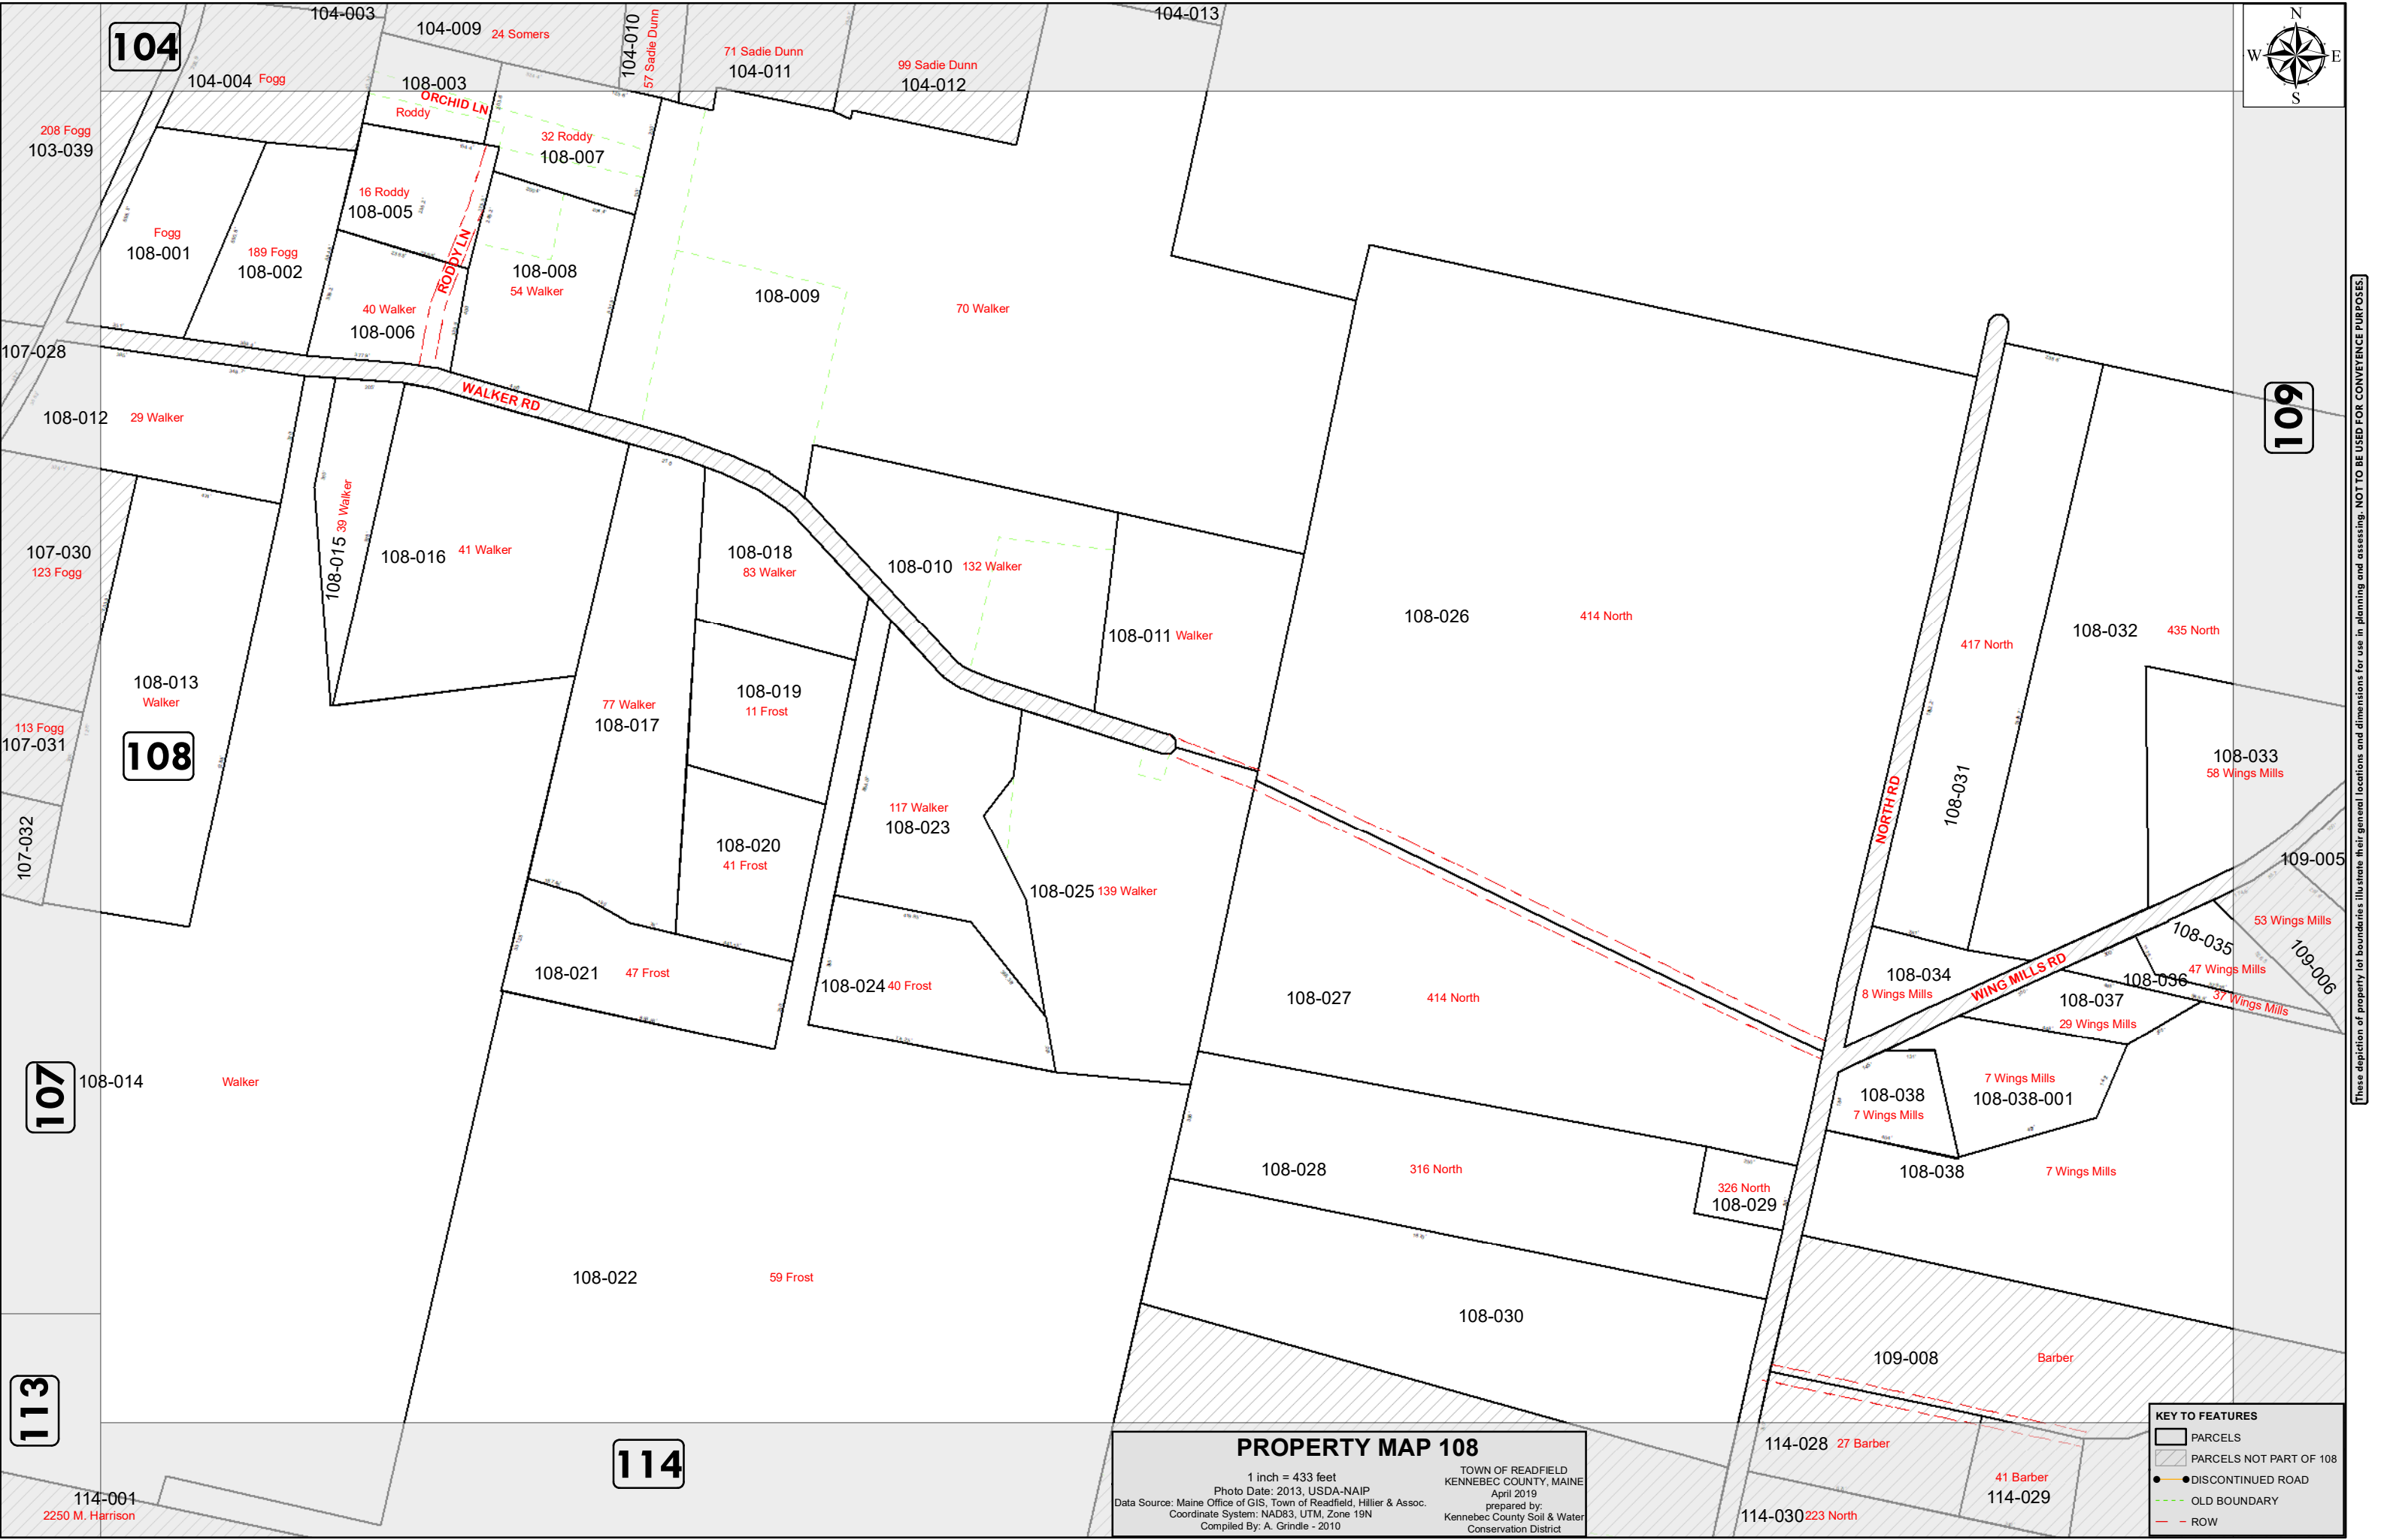 104
104-003
104-009 24 Somers
104-010
57 Sadie Dunn
71 Sadie Dunn
104-011
99 Sadie Dunn
104-012
104-013
N
W E
S
104-004 Fogg
108-003
ORCHID LN
Roddy
208 Fogg
103-039
32 Roddy
108-007
16 Roddy
108-005
Fogg
108-001
189 Fogg
108-002
RODDY LN
40 Walker
108-006
108-008
54 Walker
108-009
70 Walker
107-028
WALKER RD
108-012 29 Walker
109
107-030
123 Fogg
108-015 39 Walker
108-016 41 Walker
108-018
83 Walker
108-010 132 Walker
108-011 Walker
108-026 414 North
417 North
108-031
108-032 435 North
108-013
Walker
113 Fogg
107-031
108
77 Walker
108-017
108-019
11 Frost
108-033
58 Wings Mills
NORTH RD
107-032
117 Walker
108-023
108-020
41 Frost
108-025 139 Walker
109-005
53 Wings Mills
109-006
108-035
47 Wings Mills
108-036
37 Wings Mills
108-021 47 Frost
108-024 40 Frost
108-034
8 Wings Mills
WING MILLS RD
108-037
29 Wings Mills
108-027 414 North
107
108-014 Walker
7 Wings Mills
108-038-001
108-038
7 Wings Mills
108-028 316 North
326 North
108-029
108-038 7 Wings Mills
108-022 59 Frost
108-030
109-008 Barber
113
114
114-001
2250 M. Harrison
114-028 27 Barber
41 Barber
114-029
114-030 223 North
PROPERTY MAP 108
1 inch = 433 feet
Photo Date: 2013, USDA-NAIP
Data Source: Maine Office of GIS, Town of Readfield, Hillier & Assoc.
Coordinate System: NAD83, UTM, Zone 19N
Compiled By: A. Grindle - 2010
TOWN OF READFIELD
KENNEBEC COUNTY, MAINE
April 2019
prepared by:
Kennebec County Soil & Water
Conservation District
KEY TO FEATURES
PARCELS
PARCELS NOT PART OF 108
DISCONTINUED ROAD
OLD BOUNDARY
ROW
These depiction of property lot boundaries illustrate their general locations and dimensions for use in planning and assessing. NOT TO BE USED FOR CONVEYENCE PURPOSES.